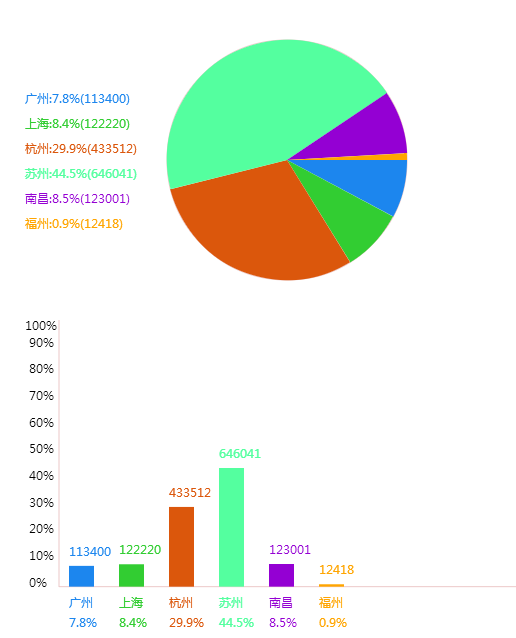 广州:7.8%(113400)
上海:8.4%(122220)
杭州:29.9%(433512)
苏州:44.5%(646041)
南昌:8.5%(123001)
福州:0.9%(12418)
100%
90%
80%
70%
60%
50%
40%
30%
20%
10%
0%
113400 122220 433512 646041 123001 12418
广州 上海 杭州 苏州 南昌 福州
7.8% 8.4% 29.9% 44.5% 8.5% 0.9%